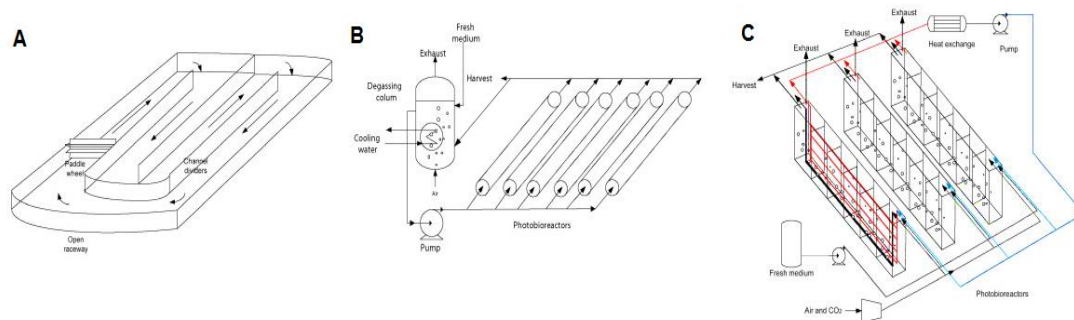 A
Paddle
wheel
Channel
dividers
Open
raceway
B
Fresh
medium
Exhaust
Degassing
colum
Harvest
Cooling
water
Air
Pump
Photobioreactors
C
Exhaust
Exhaust
Exhaust
Heat exchange
Pump
Harvest
Fresh medium
Air and CO₂
Photobioreactors